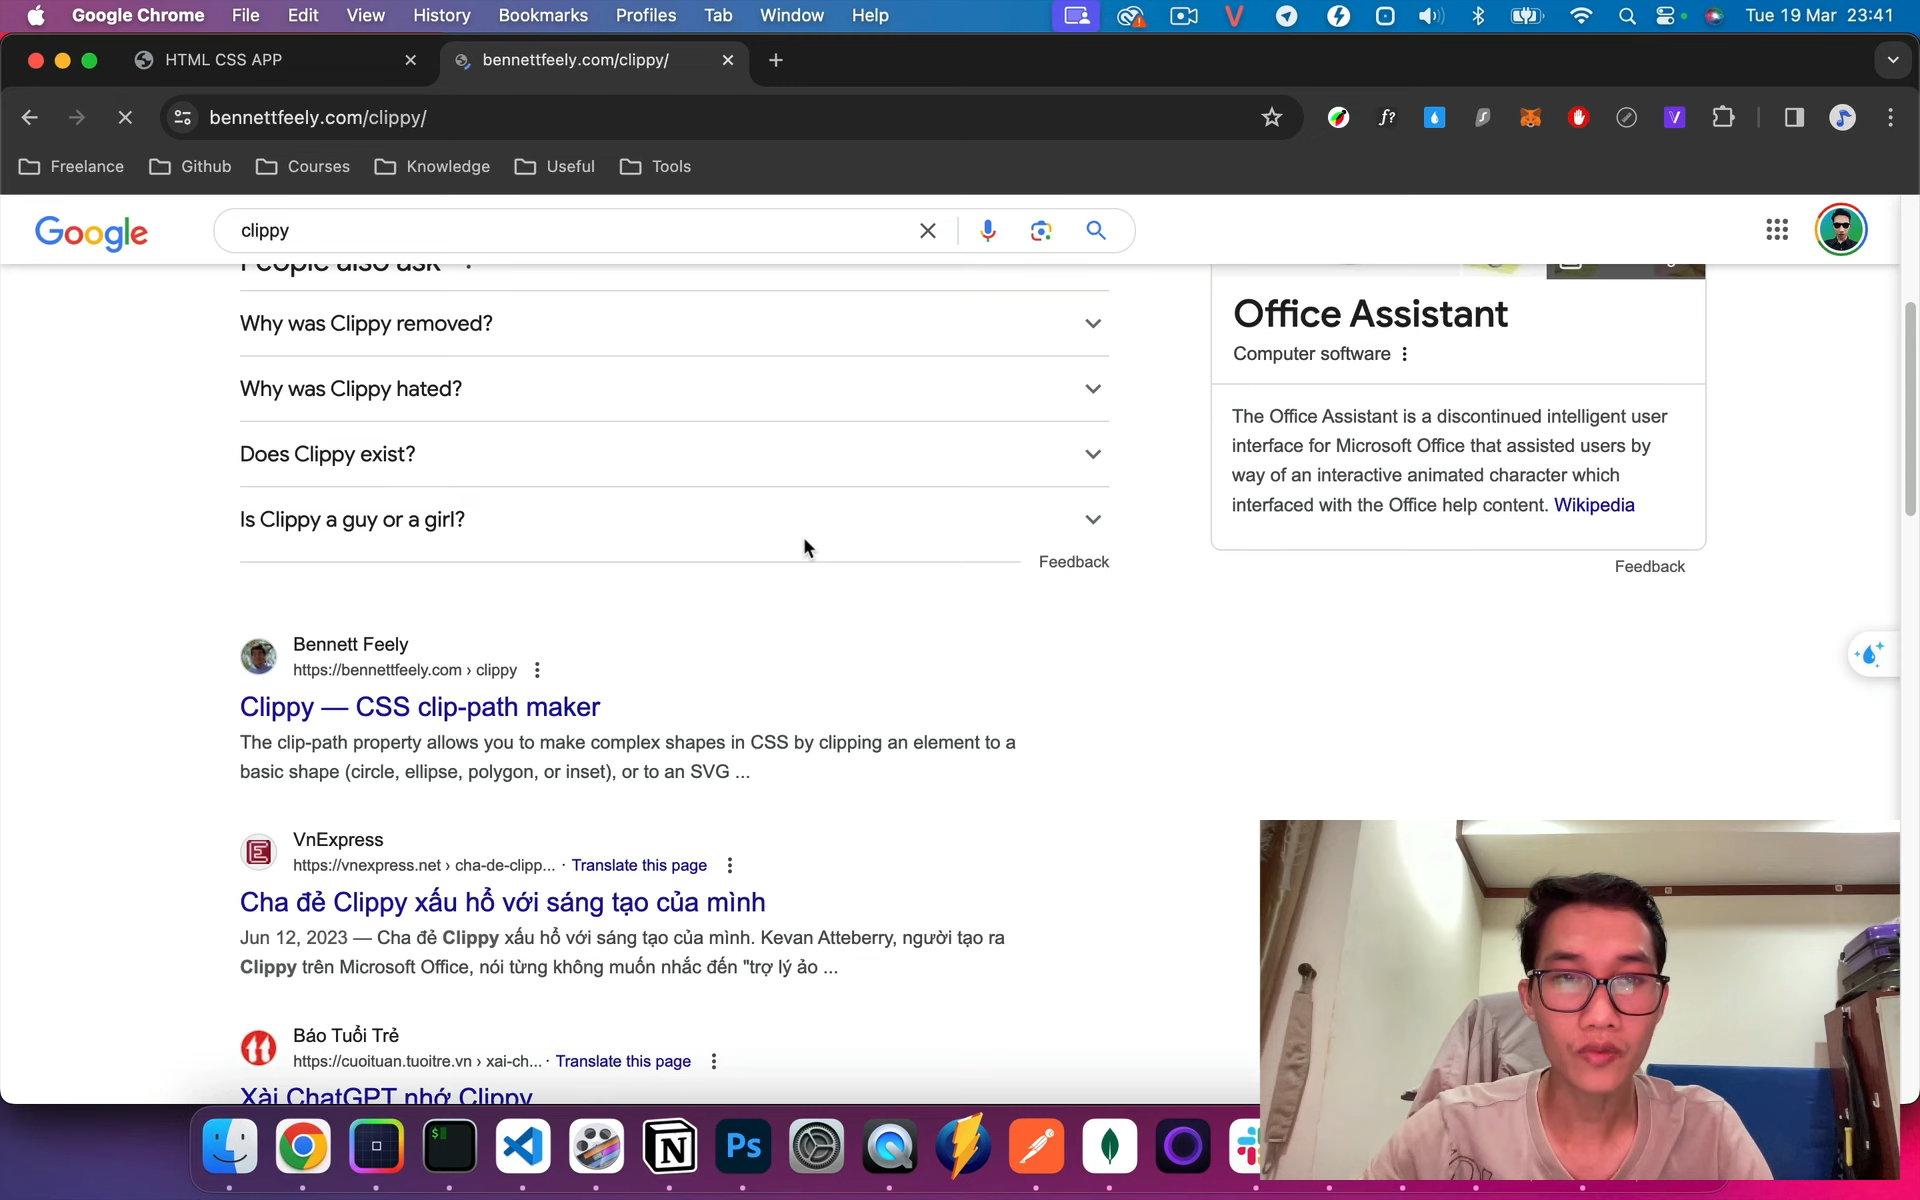 Google Chrome File Edit View History Bookmarks Profiles Tab Window Help Tue 19 Mar 23:41
HTML CSS APP bennettfeely.com/clippy/
bennettfeely.com/clippy/
Freelance Github Courses Knowledge Useful Tools
Google clippy
People also ask
Why was Clippy removed?
Why was Clippy hated?
Does Clippy exist?
Is Clippy a guy or a girl?
Feedback
Office Assistant
Computer software
The Office Assistant is a discontinued intelligent user
interface for Microsoft Office that assisted users by
way of an interactive animated character which
interfaced with the Office help content. Wikipedia
Feedback
Bennett Feely
https://bennettfeely.com › clippy
Clippy — CSS clip-path maker
The clip-path property allows you to make complex shapes in CSS by clipping an element to a
basic shape (circle, ellipse, polygon, or inset), or to an SVG ...
VnExpress
https://vnexpress.net › cha-de-clipp... · Translate this page
Cha đẻ Clippy xấu hổ với sáng tạo của mình
Jun 12, 2023 — Cha đẻ Clippy xấu hổ với sáng tạo của mình. Kevan Atteberry, người tạo ra
Clippy trên Microsoft Office, nói từng không muốn nhắc đến "trợ lý ảo ...
Báo Tuổi Trẻ
https://cuoituan.tuoitre.vn › xai-ch... · Translate this page
Xài ChatGPT nhớ Clippy
Ps